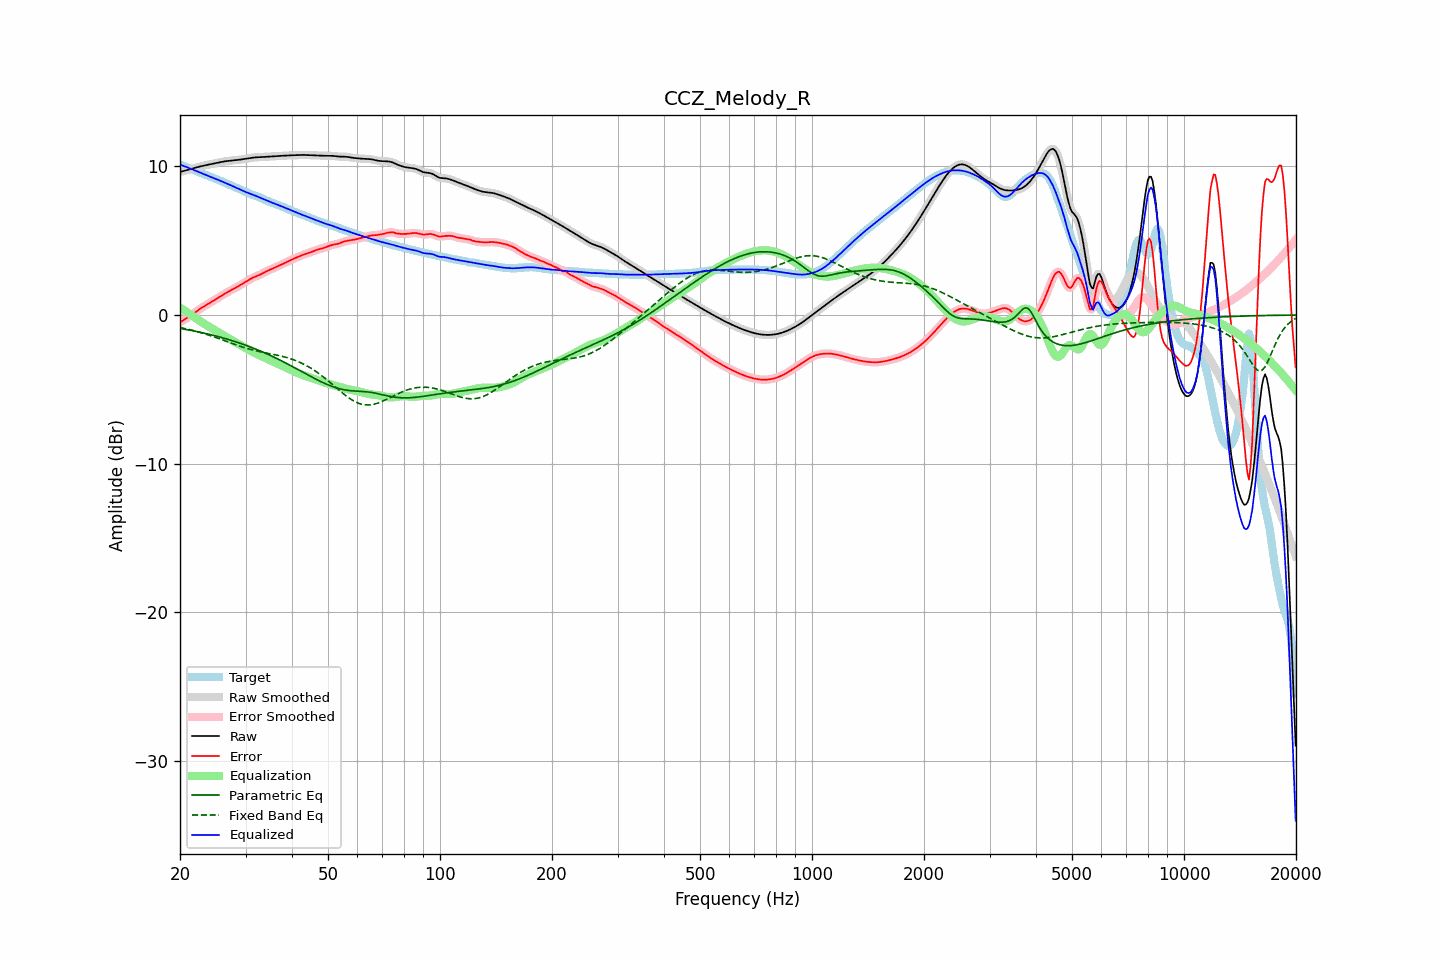 CCZ_Melody_R
10
0
−10
−20
−30
Amplitude (dBr)
Target
Raw Smoothed
Error Smoothed
Raw
Error
Equalization
Parametric Eq
Fixed Band Eq
Equalized
20 50 100 200 500 1000 2000 5000 10000 20000
Frequency (Hz)